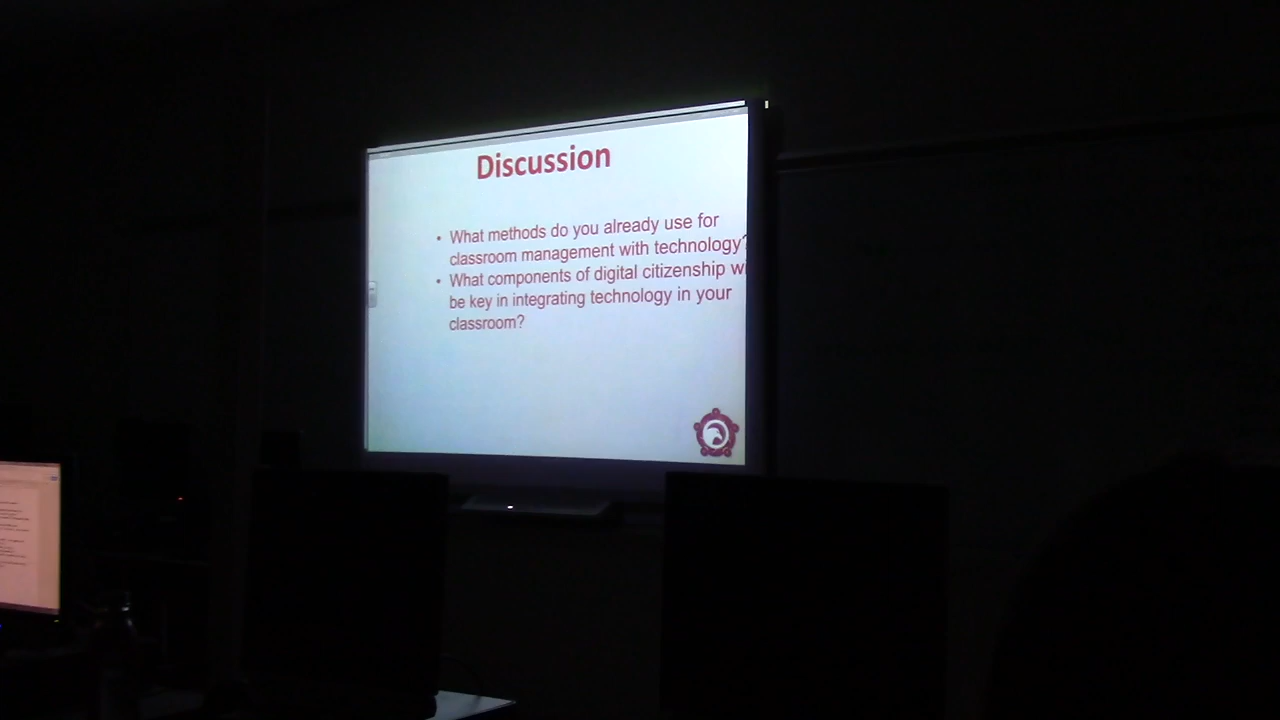 Discussion
• What methods do you already use for
classroom management with technology?
• What components of digital citizenship wi
be key in integrating technology in your
classroom?